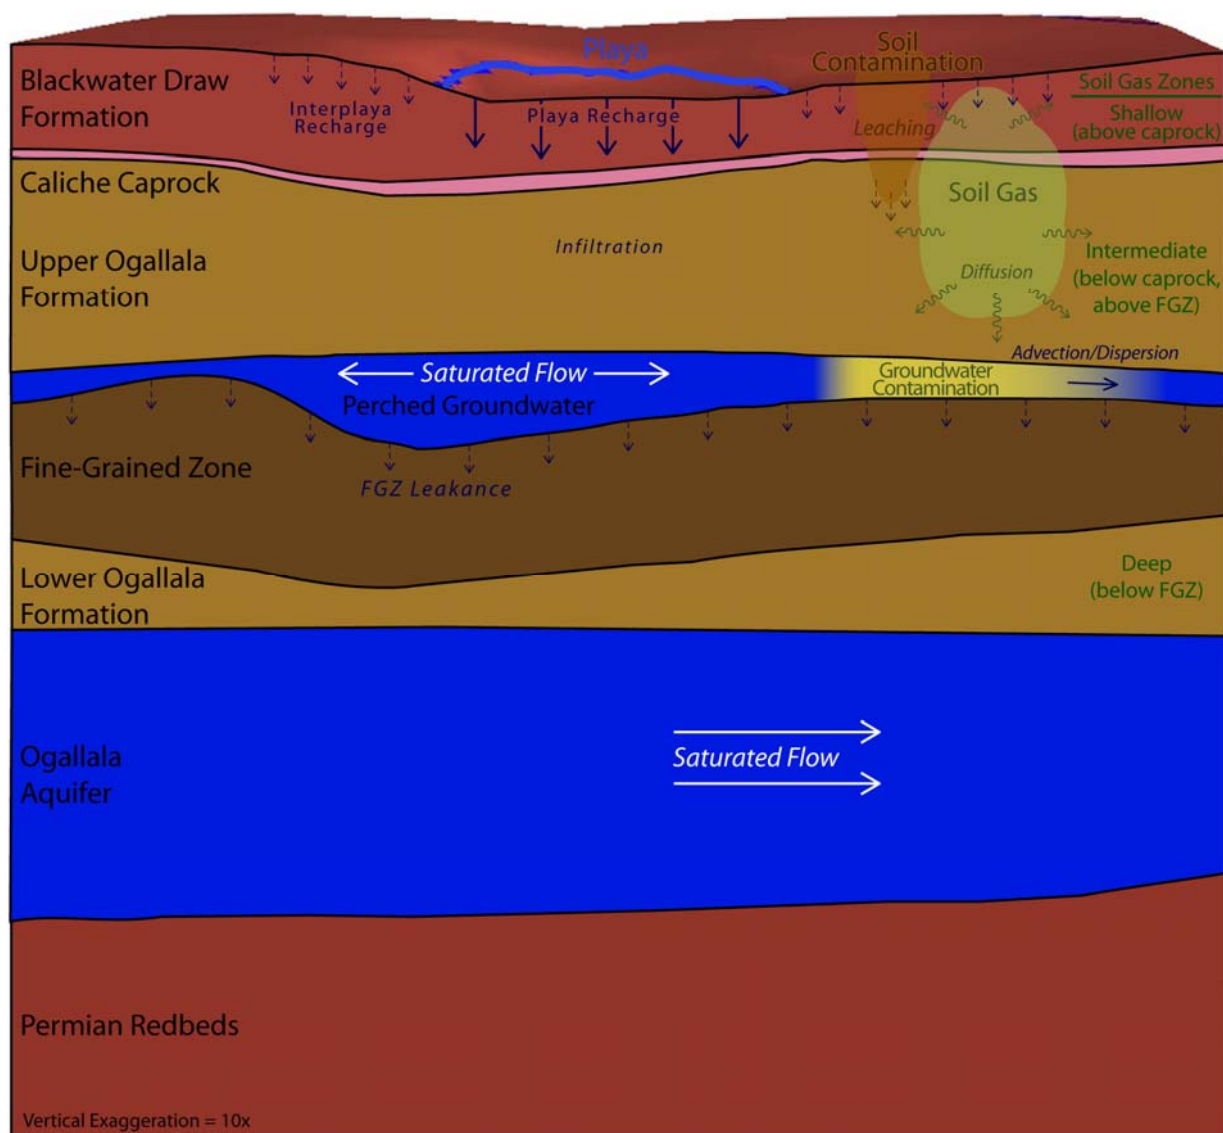 Playa
Soil
Contamination
Blackwater Draw
Formation
Interplaya
Recharge
Playa Recharge
Leaching
Soil Gas Zones
Shallow
(above caprock)
Caliche Caprock
Soil Gas
Upper Ogallala
Formation
Infiltration
Diffusion
Intermediate
(below caprock,
above FGZ)
Advection/Dispersion
Saturated Flow
Perched Groundwater
Groundwater
Contamination
Fine-Grained Zone
FGZ Leakance
Lower Ogallala
Formation
Deep
(below FGZ)
Ogallala
Aquifer
Saturated Flow
Permian Redbeds
Vertical Exaggeration = 10x